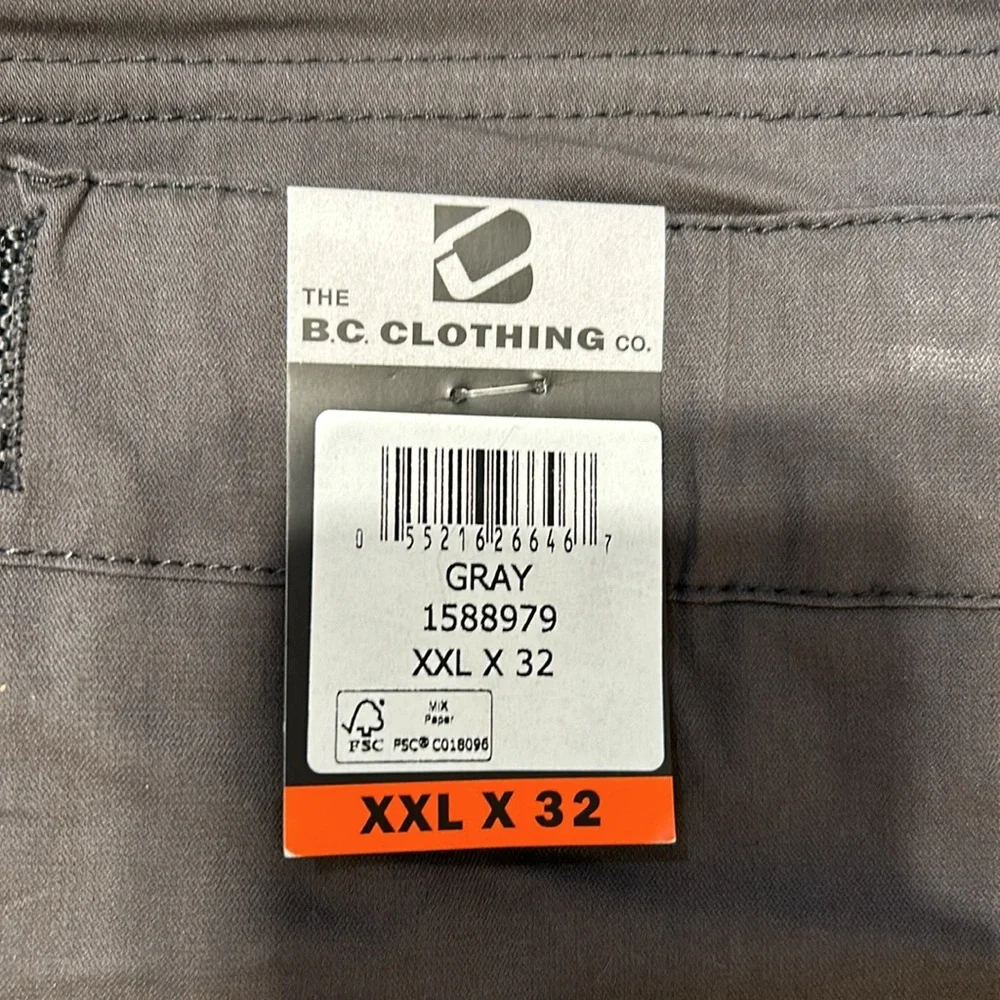 THE
B.C. CLOTHING CO.
0 55216 26646 7
GRAY
1588979
XXL X 32
MIX
Paper
FSC FSC® C018096
XXL X 32